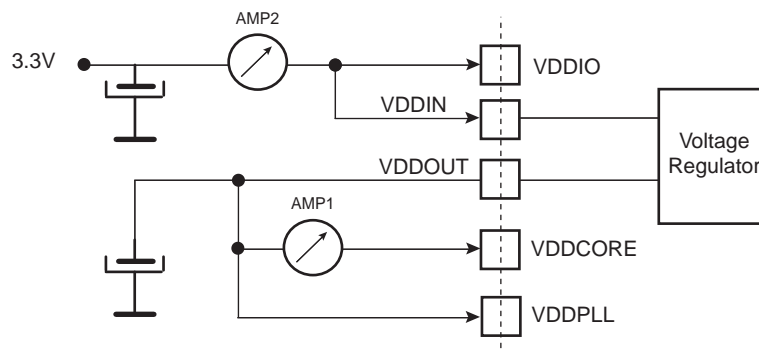 AMP2
3.3V
VDDIO
VDDIN
Voltage
Regulator
VDDOUT
AMP1
VDDCORE
VDDPLL